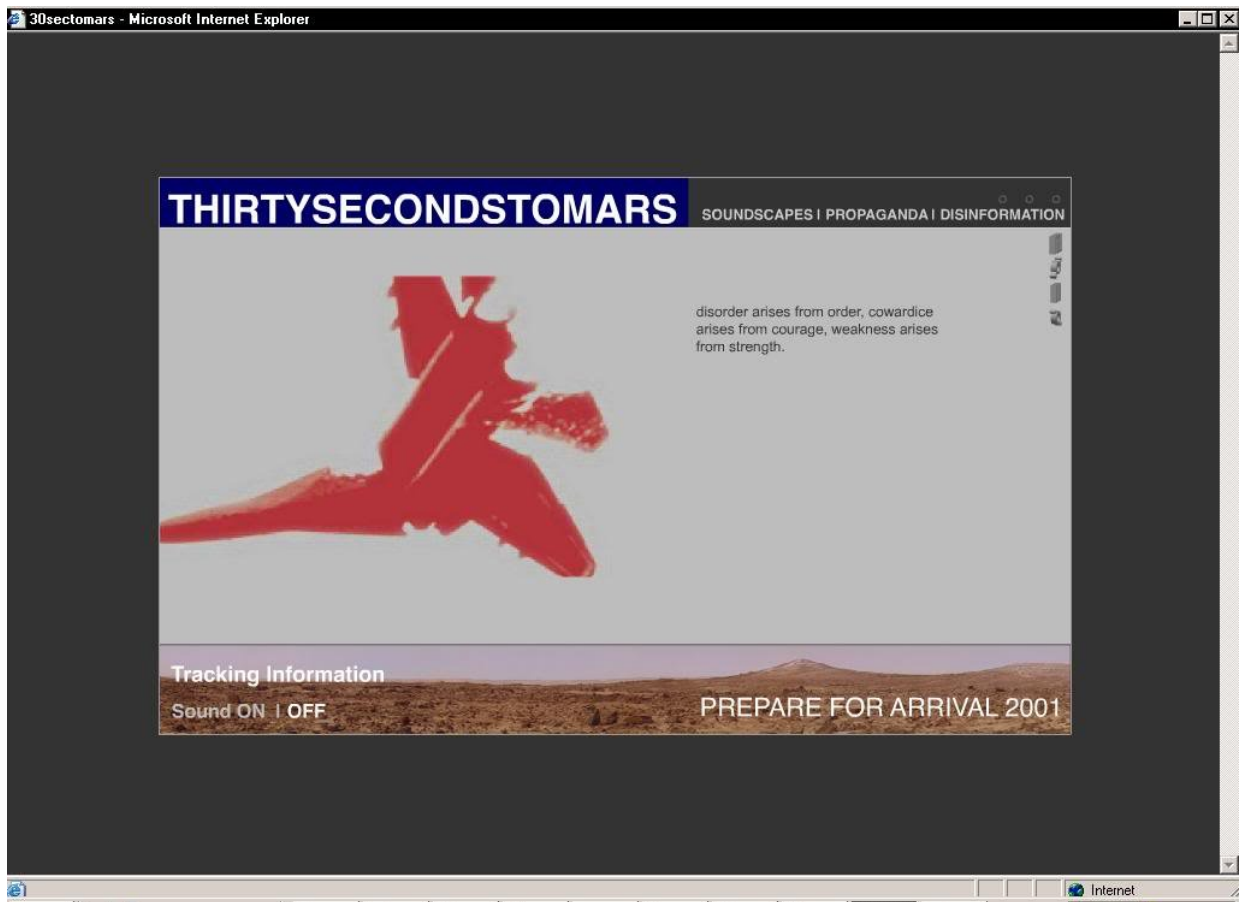 30sectomars - Microsoft Internet Explorer
THIRTYSECONDSTOMARS
SOUNDSCAPES | PROPAGANDA | DISINFORMATION
disorder arises from order, cowardice
arises from courage, weakness arises
from strength.
Tracking Information
Sound ON | OFF
PREPARE FOR ARRIVAL 2001
Internet